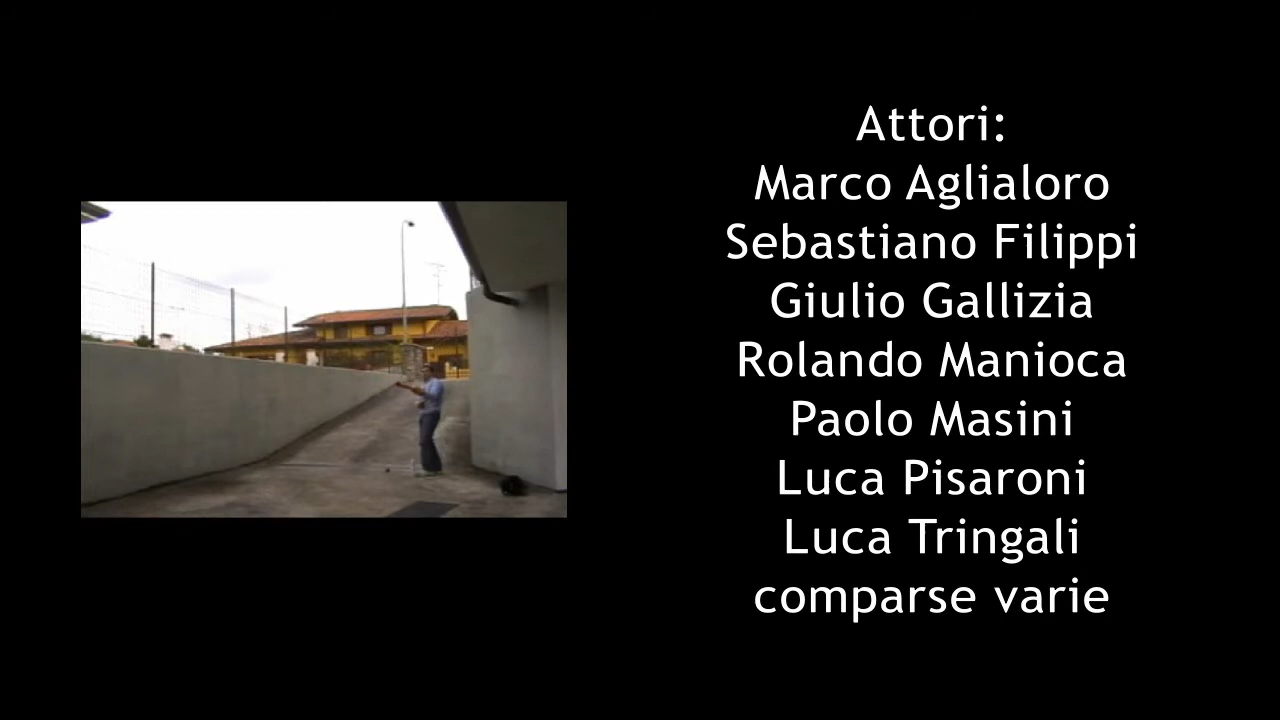 Attori:
Marco Aglialoro
Sebastiano Filippi
Giulio Gallizia
Rolando Manioca
Paolo Masini
Luca Pisaroni
Luca Tringali
comparse varie